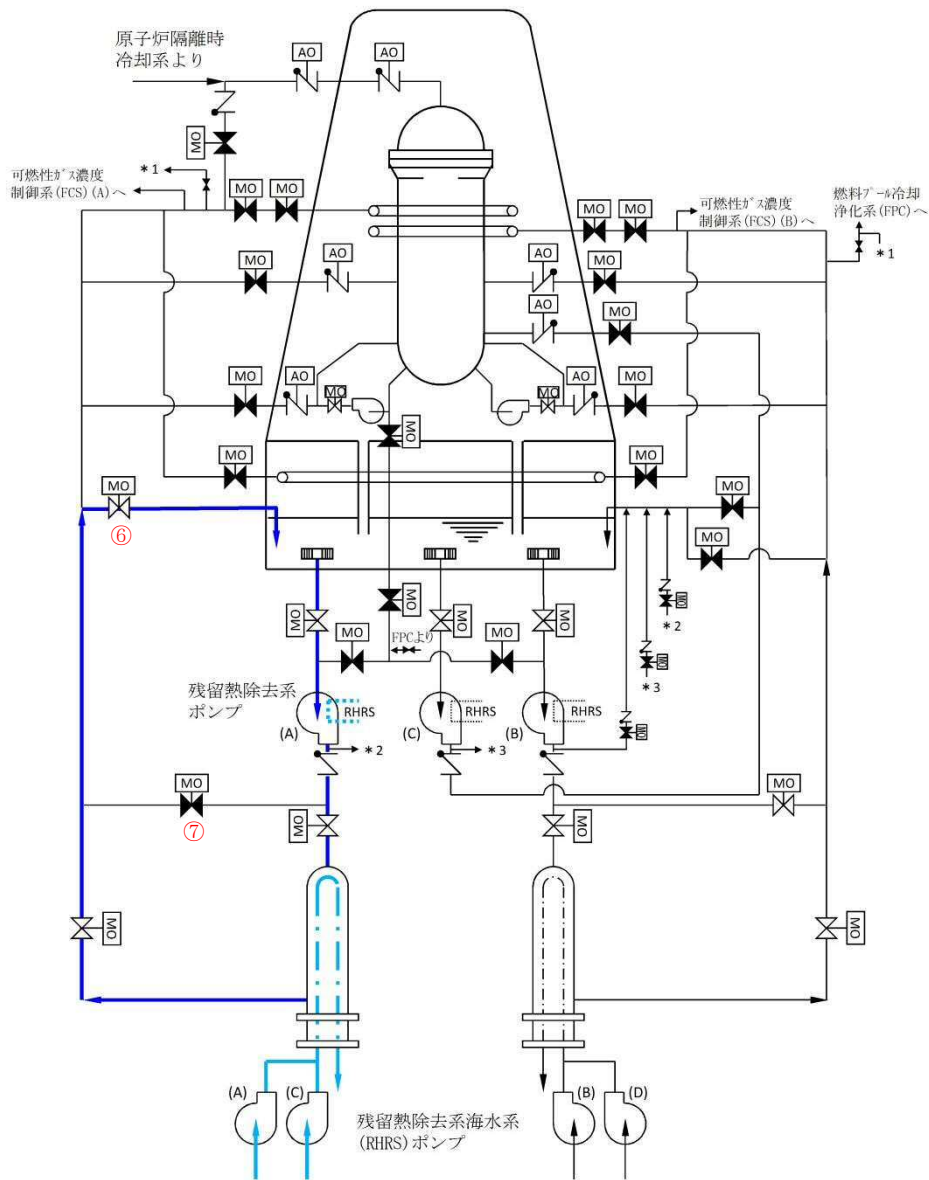 原子炉隔離時
冷却系より
AO
AO
MO
可燃性ｶﾞｽ濃度
制御系(FCS)(A)へ
＊1
MO
MO
可燃性ｶﾞｽ濃度
制御系(FCS)(B)へ
MO
MO
燃料ﾌﾟｰﾙ冷却
浄化系(FPC)へ
＊1
MO
AO
AO
MO
AO
MO
MO
AO
MO
MO
AO
MO
MO
MO
MO
MO
⑥
MO
MO
MO
MO
MO
MO
MO
＊2
MO
＊3
MO
FPCより
MO
残留熱除去系
ポンプ
(A)
RHRS
(C)
RHRS
(B)
RHRS
MO
＊2
＊3
MO
⑦
MO
MO
MO
MO
MO
(A)
(C)
(B)
(D)
残留熱除去系海水系
(RHRS)ポンプ